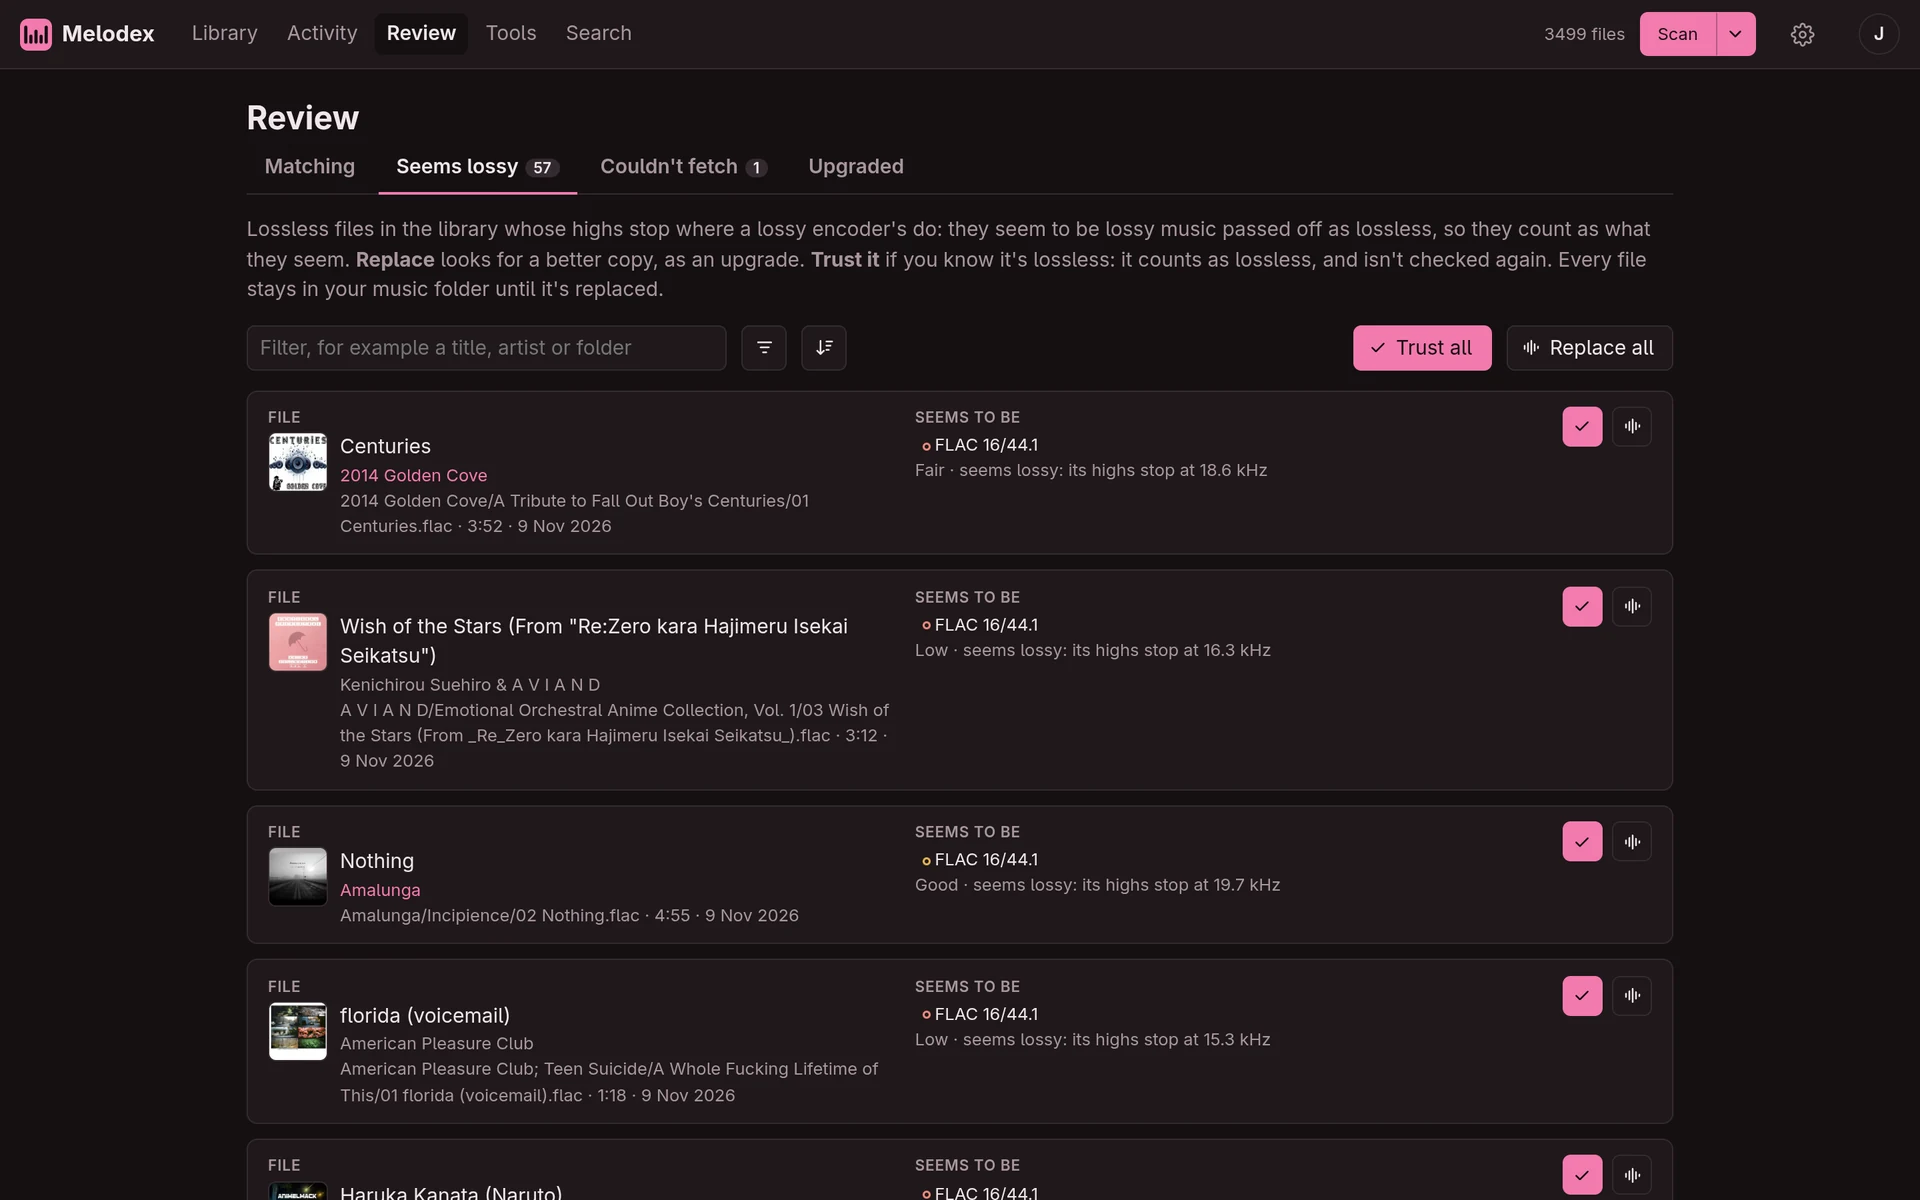 Melodex
Library
Activity
Review
Tools
Search
3499 files
Scan
J
Review
Matching
Seems lossy 57
Couldn't fetch 1
Upgraded
Lossless files in the library whose highs stop where a lossy encoder's do: they seem to be lossy music passed off as lossless, so they count as what
they seem. Replace looks for a better copy, as an upgrade. Trust it if you know it's lossless: it counts as lossless, and isn't checked again. Every file
stays in your music folder until it's replaced.
Filter, for example a title, artist or folder
Trust all
Replace all
FILE
CENTURIES
GOLDEN COVE
Centuries
2014 Golden Cove
2014 Golden Cove/A Tribute to Fall Out Boy's Centuries/01
Centuries.flac · 3:52 · 9 Nov 2026
SEEMS TO BE
FLAC 16/44.1
Fair · seems lossy: its highs stop at 18.6 kHz
FILE
Wish of the Stars (From "Re:Zero kara Hajimeru Isekai
Seikatsu")
Kenichirou Suehiro & A V I A N D
A V I A N D/Emotional Orchestral Anime Collection, Vol. 1/03 Wish of
the Stars (From _Re_Zero kara Hajimeru Isekai Seikatsu_).flac · 3:12 ·
9 Nov 2026
SEEMS TO BE
FLAC 16/44.1
Low · seems lossy: its highs stop at 16.3 kHz
FILE
Nothing
Amalunga
Amalunga/Incipience/02 Nothing.flac · 4:55 · 9 Nov 2026
SEEMS TO BE
FLAC 16/44.1
Good · seems lossy: its highs stop at 19.7 kHz
FILE
florida (voicemail)
American Pleasure Club
American Pleasure Club; Teen Suicide/A Whole Fucking Lifetime of
This/01 florida (voicemail).flac · 1:18 · 9 Nov 2026
SEEMS TO BE
FLAC 16/44.1
Low · seems lossy: its highs stop at 15.3 kHz
FILE
Haruka Kanata (Naruto)
SEEMS TO BE
FLAC 16/44.1